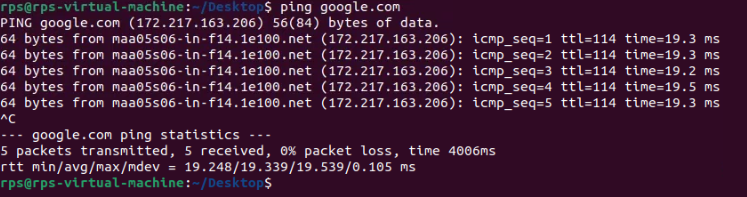 rps@rps-virtual-machine:~/Desktop$ ping google.com
PING google.com (172.217.163.206) 56(84) bytes of data.
64 bytes from maa05s06-in-f14.1e100.net (172.217.163.206): icmp_seq=1 ttl=114 time=19.3 ms
64 bytes from maa05s06-in-f14.1e100.net (172.217.163.206): icmp_seq=2 ttl=114 time=19.3 ms
64 bytes from maa05s06-in-f14.1e100.net (172.217.163.206): icmp_seq=3 ttl=114 time=19.2 ms
64 bytes from maa05s06-in-f14.1e100.net (172.217.163.206): icmp_seq=4 ttl=114 time=19.5 ms
64 bytes from maa05s06-in-f14.1e100.net (172.217.163.206): icmp_seq=5 ttl=114 time=19.3 ms
^C
--- google.com ping statistics ---
5 packets transmitted, 5 received, 0% packet loss, time 4006ms
rtt min/avg/max/mdev = 19.248/19.339/19.539/0.105 ms
rps@rps-virtual-machine:~/Desktop$